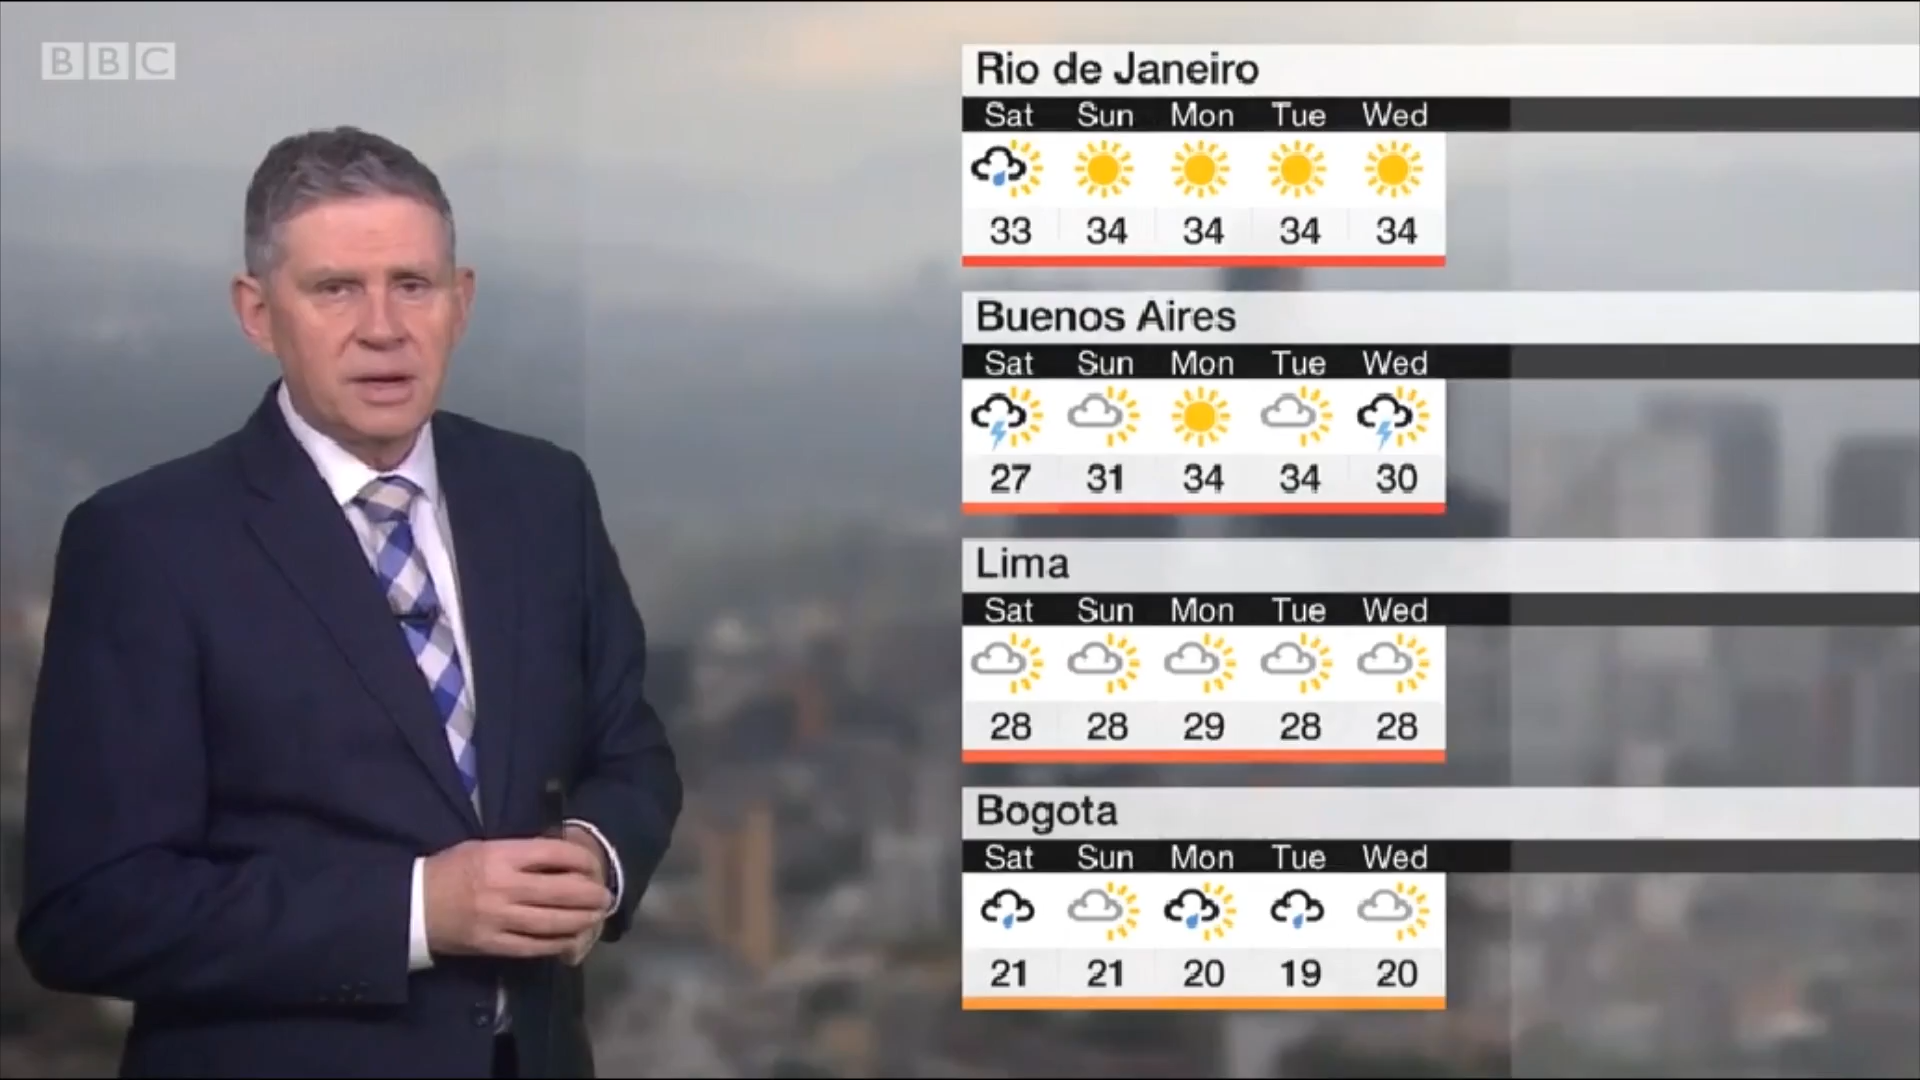 BBC
Rio de Janeiro
Sat Sun Mon Tue Wed
33 34 34 34 34
Buenos Aires
Sat Sun Mon Tue Wed
27 31 34 34 30
Lima
Sat Sun Mon Tue Wed
28 28 29 28 28
Bogota
Sat Sun Mon Tue Wed
21 21 20 19 20